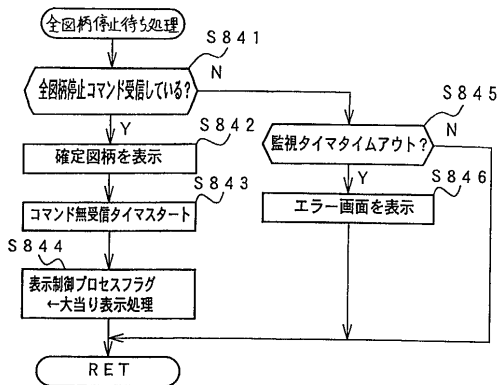 全図柄停止待ち処理
S841
全図柄停止コマンド受信している?
N
Y
S842
確定図柄を表示
S843
コマンド無受信タイマスタート
S844
表示制御プロセスフラグ
←大当り表示処理
S845
監視タイマタイムアウト?
N
Y
S846
エラー画面を表示
RET